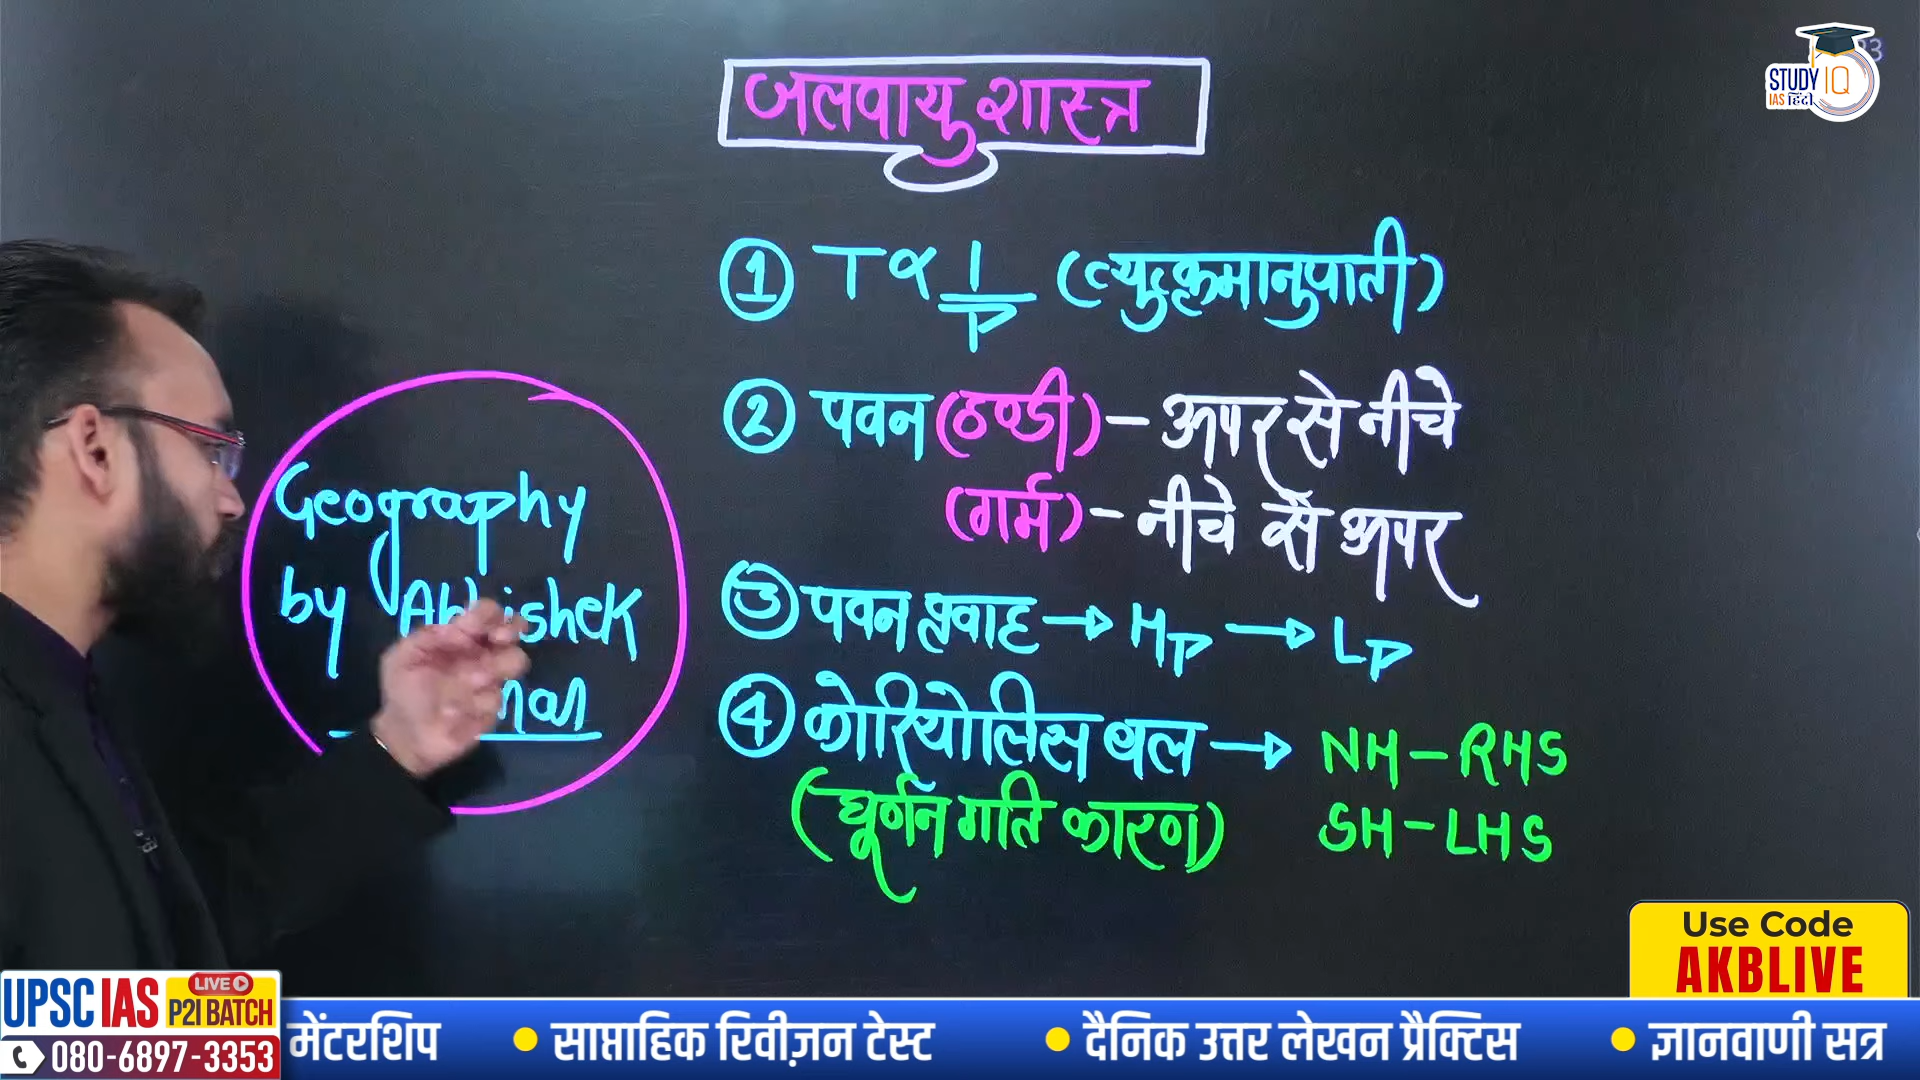 जलवायु शास्त्र
STUDY IQ
IAS हिंदी
① T ∝ 1/P (व्युत्क्रमानुपाती)
② पवन (ठण्डी) – ऊपर से नीचे
(गर्म) – नीचे से ऊपर
③ पवन प्रवाह → HP → LP
④ कोरियोलिस बल → NH – RHS
(घूर्णन गति कारण) SH – LHS
Geography
by Abhishek
Use Code
AKBLIVE
UPSC IAS LIVE P2I BATCH
080-6897-3353
मेंटरशिप • साप्ताहिक रिवीज़न टेस्ट • दैनिक उत्तर लेखन प्रैक्टिस • ज्ञानवाणी सत्र